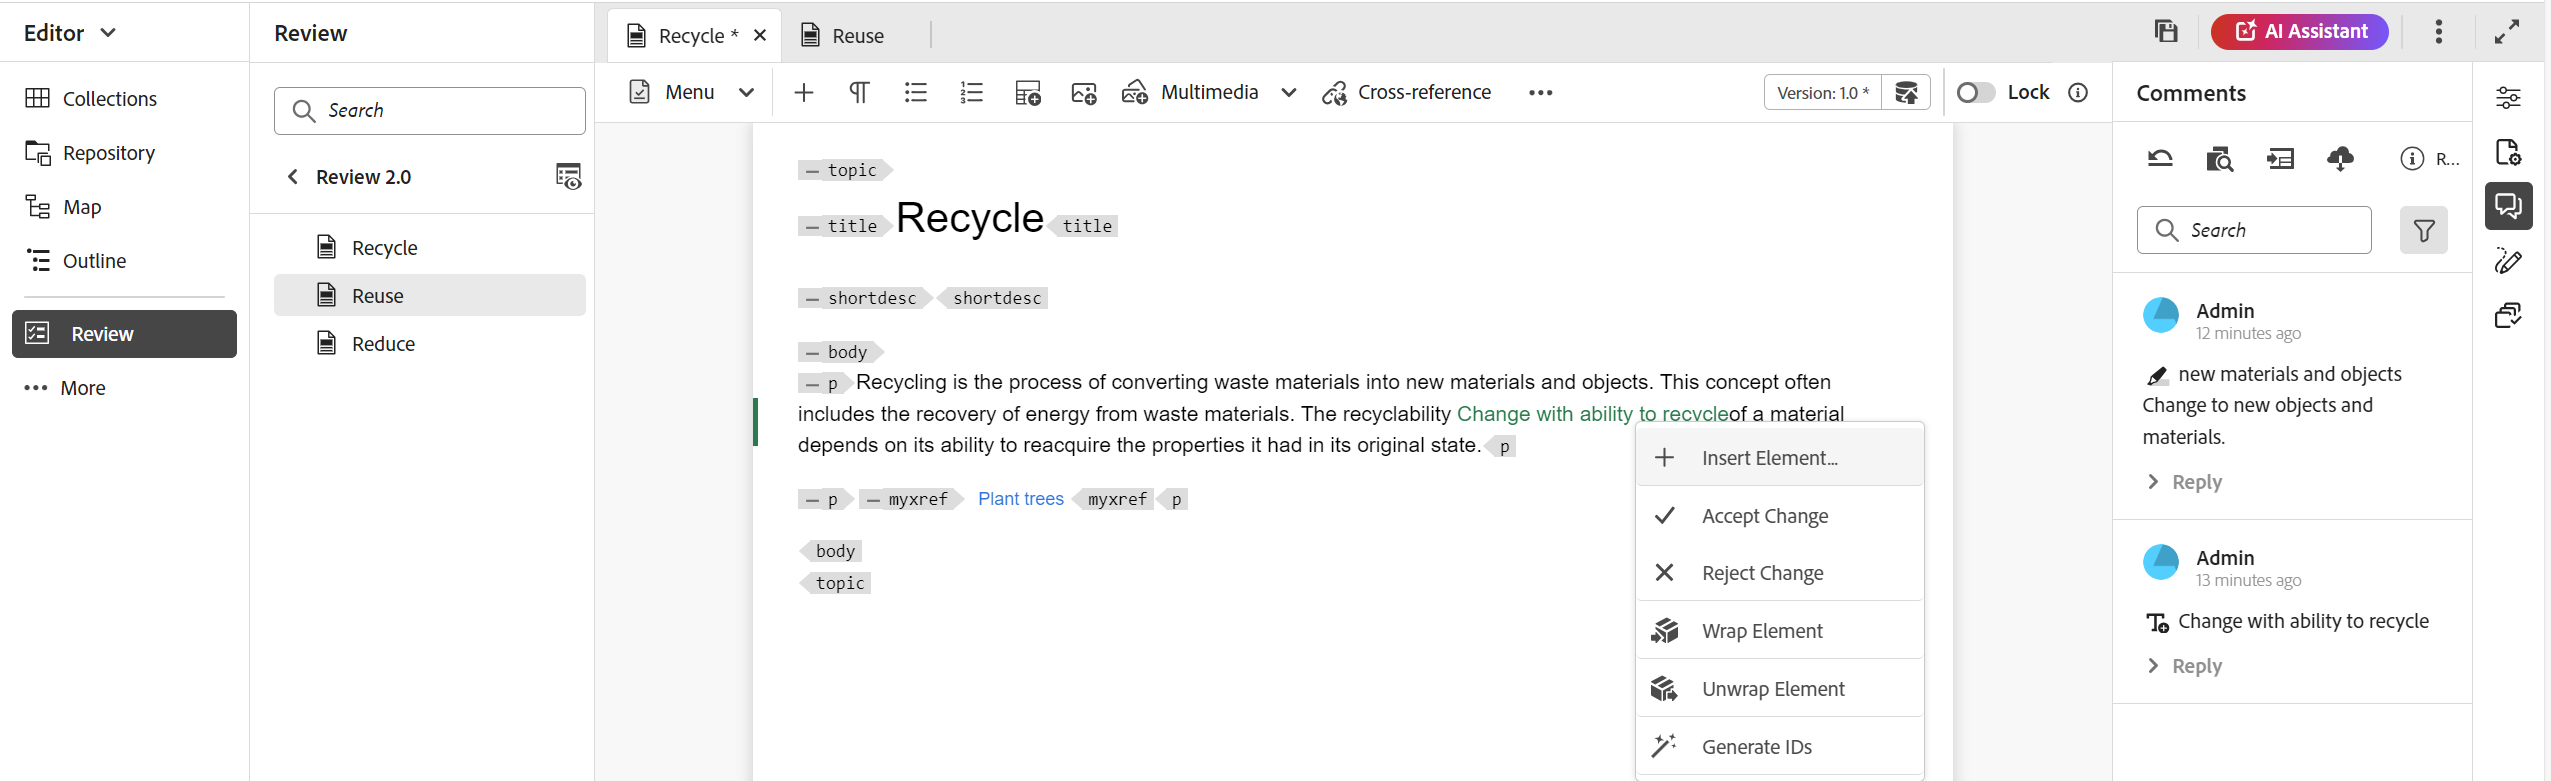 Editor
Collections
Repository
Map
Outline
Review
More
Review
Search
Review 2.0
Recycle
Reuse
Reduce
Recycle *
Reuse
AI Assistant
Menu
Multimedia
Cross-reference
Version: 1.0 *
Lock
topic
title Recycle title
shortdesc shortdesc
body
p Recycling is the process of converting waste materials into new materials and objects. This concept often
includes the recovery of energy from waste materials. The recyclability Change with ability to recycleof a material
depends on its ability to reacquire the properties it had in its original state. p
p myxref Plant trees myxref p
body
topic
Insert Element...
Accept Change
Reject Change
Wrap Element
Unwrap Element
Generate IDs
Comments
R...
Search
Admin
12 minutes ago
new materials and objects
Change to new objects and
materials.
Reply
Admin
13 minutes ago
Change with ability to recycle
Reply